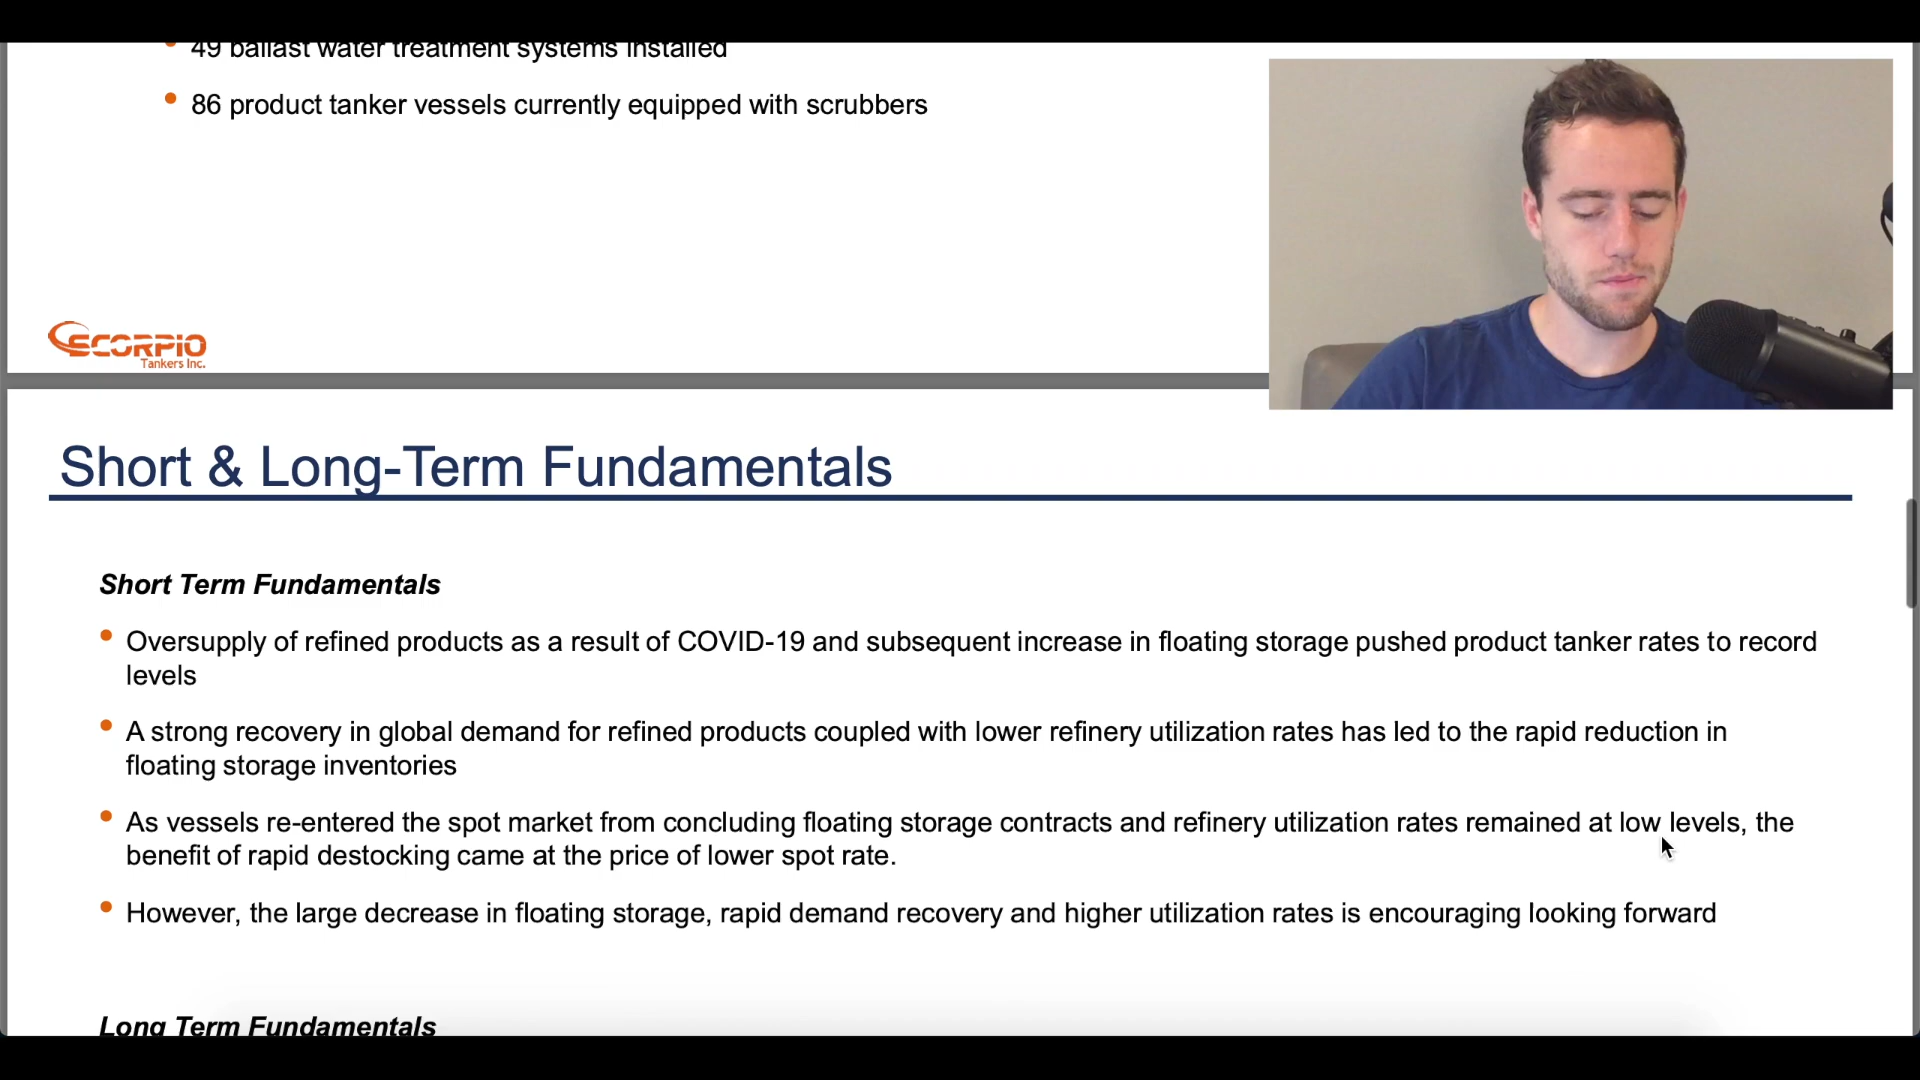 49 ballast water treatment systems installed
86 product tanker vessels currently equipped with scrubbers
SCORPIO
Tankers Inc.
Short & Long-Term Fundamentals
Short Term Fundamentals
Oversupply of refined products as a result of COVID-19 and subsequent increase in floating storage pushed product tanker rates to record
levels
A strong recovery in global demand for refined products coupled with lower refinery utilization rates has led to the rapid reduction in
floating storage inventories
As vessels re-entered the spot market from concluding floating storage contracts and refinery utilization rates remained at low levels, the
benefit of rapid destocking came at the price of lower spot rate.
However, the large decrease in floating storage, rapid demand recovery and higher utilization rates is encouraging looking forward
Long Term Fundamentals